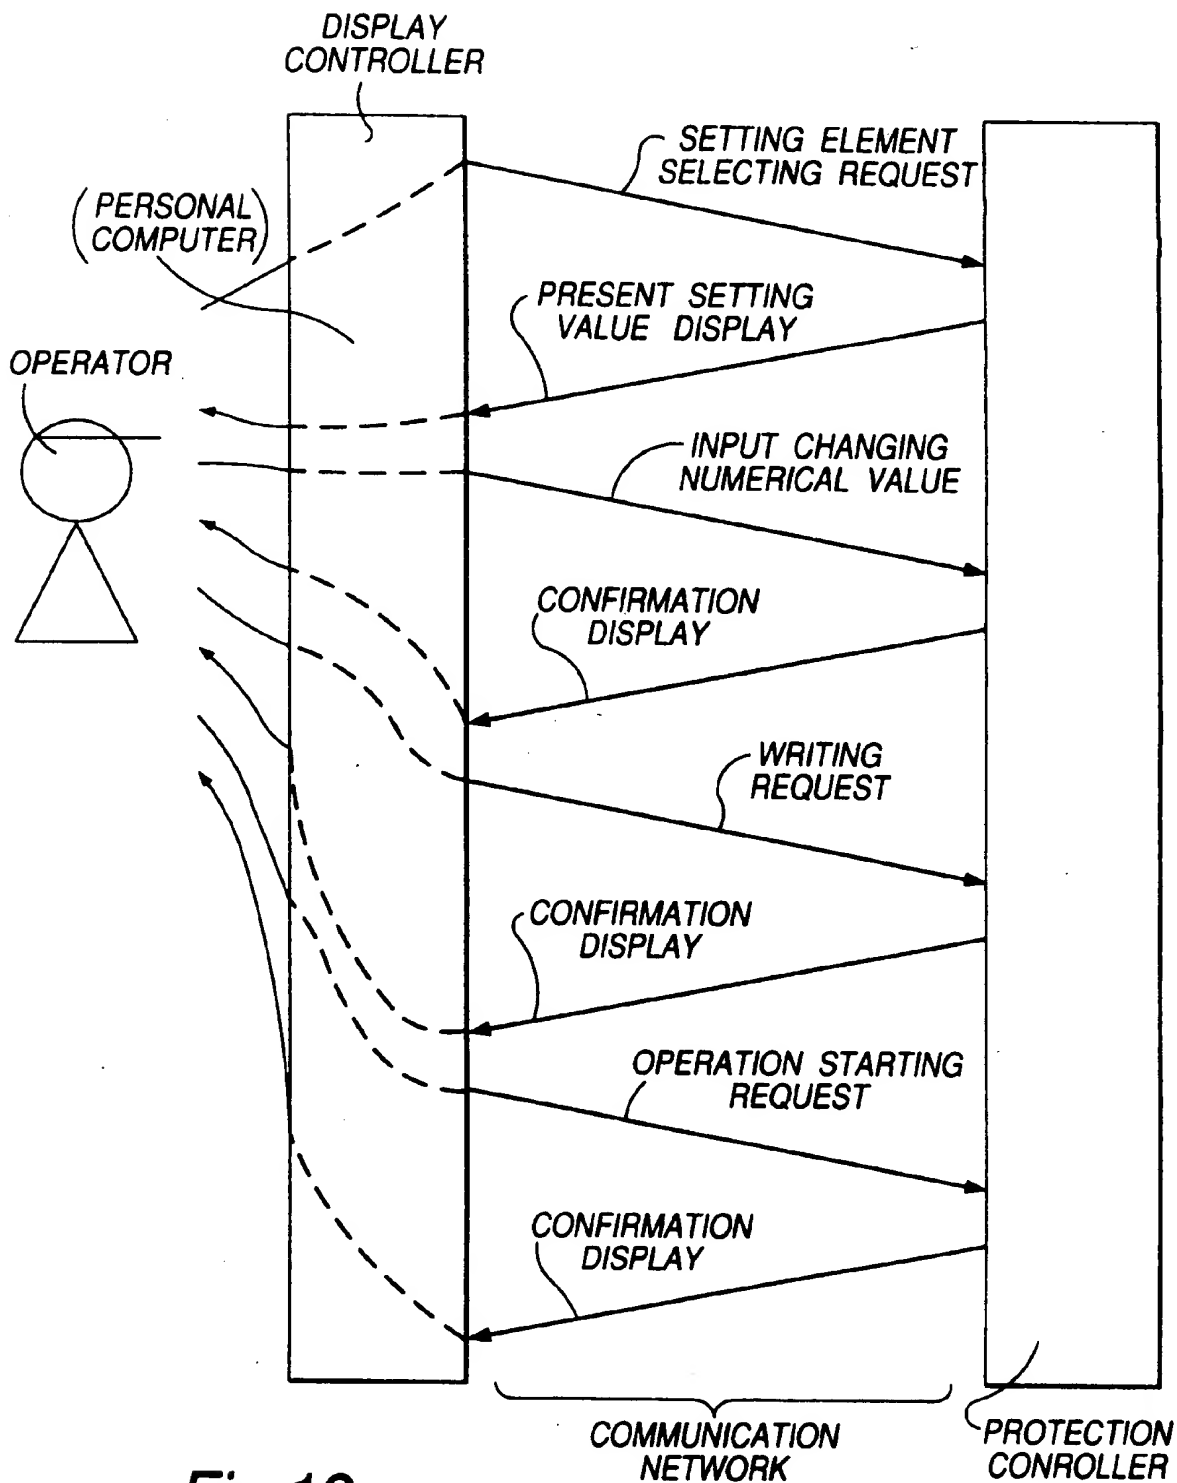 DISPLAY
CONTROLLER
SETTING ELEMENT
SELECTING REQUEST
(PERSONAL
COMPUTER)
PRESENT SETTING
VALUE DISPLAY
OPERATOR
INPUT CHANGING
NUMERICAL VALUE
CONFIRMATION
DISPLAY
WRITING
REQUEST
CONFIRMATION
DISPLAY
OPERATION STARTING
REQUEST
CONFIRMATION
DISPLAY
COMMUNICATION
NETWORK
PROTECTION
CONROLLER